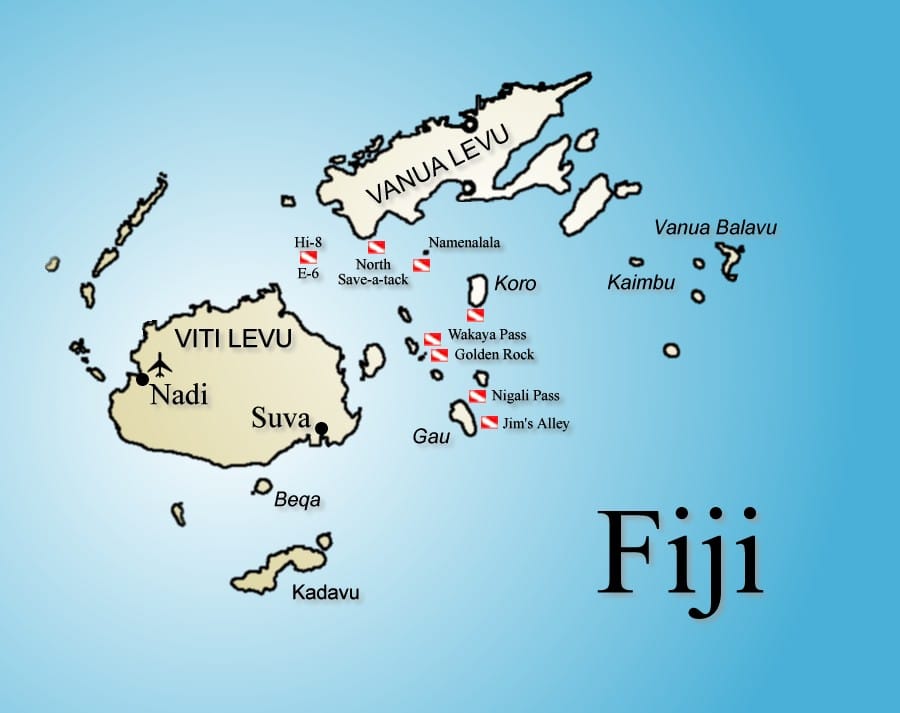 VANUA LEVU
Vanua Balavu
Hi-8
Namenalala
North
Save-a-tack
E-6
Kaimbu
Koro
VITI LEVU
Wakaya Pass
Golden Rock
Nadi
Nigali Pass
Suva
Jim's Alley
Gau
Beqa
Fiji
Kadavu